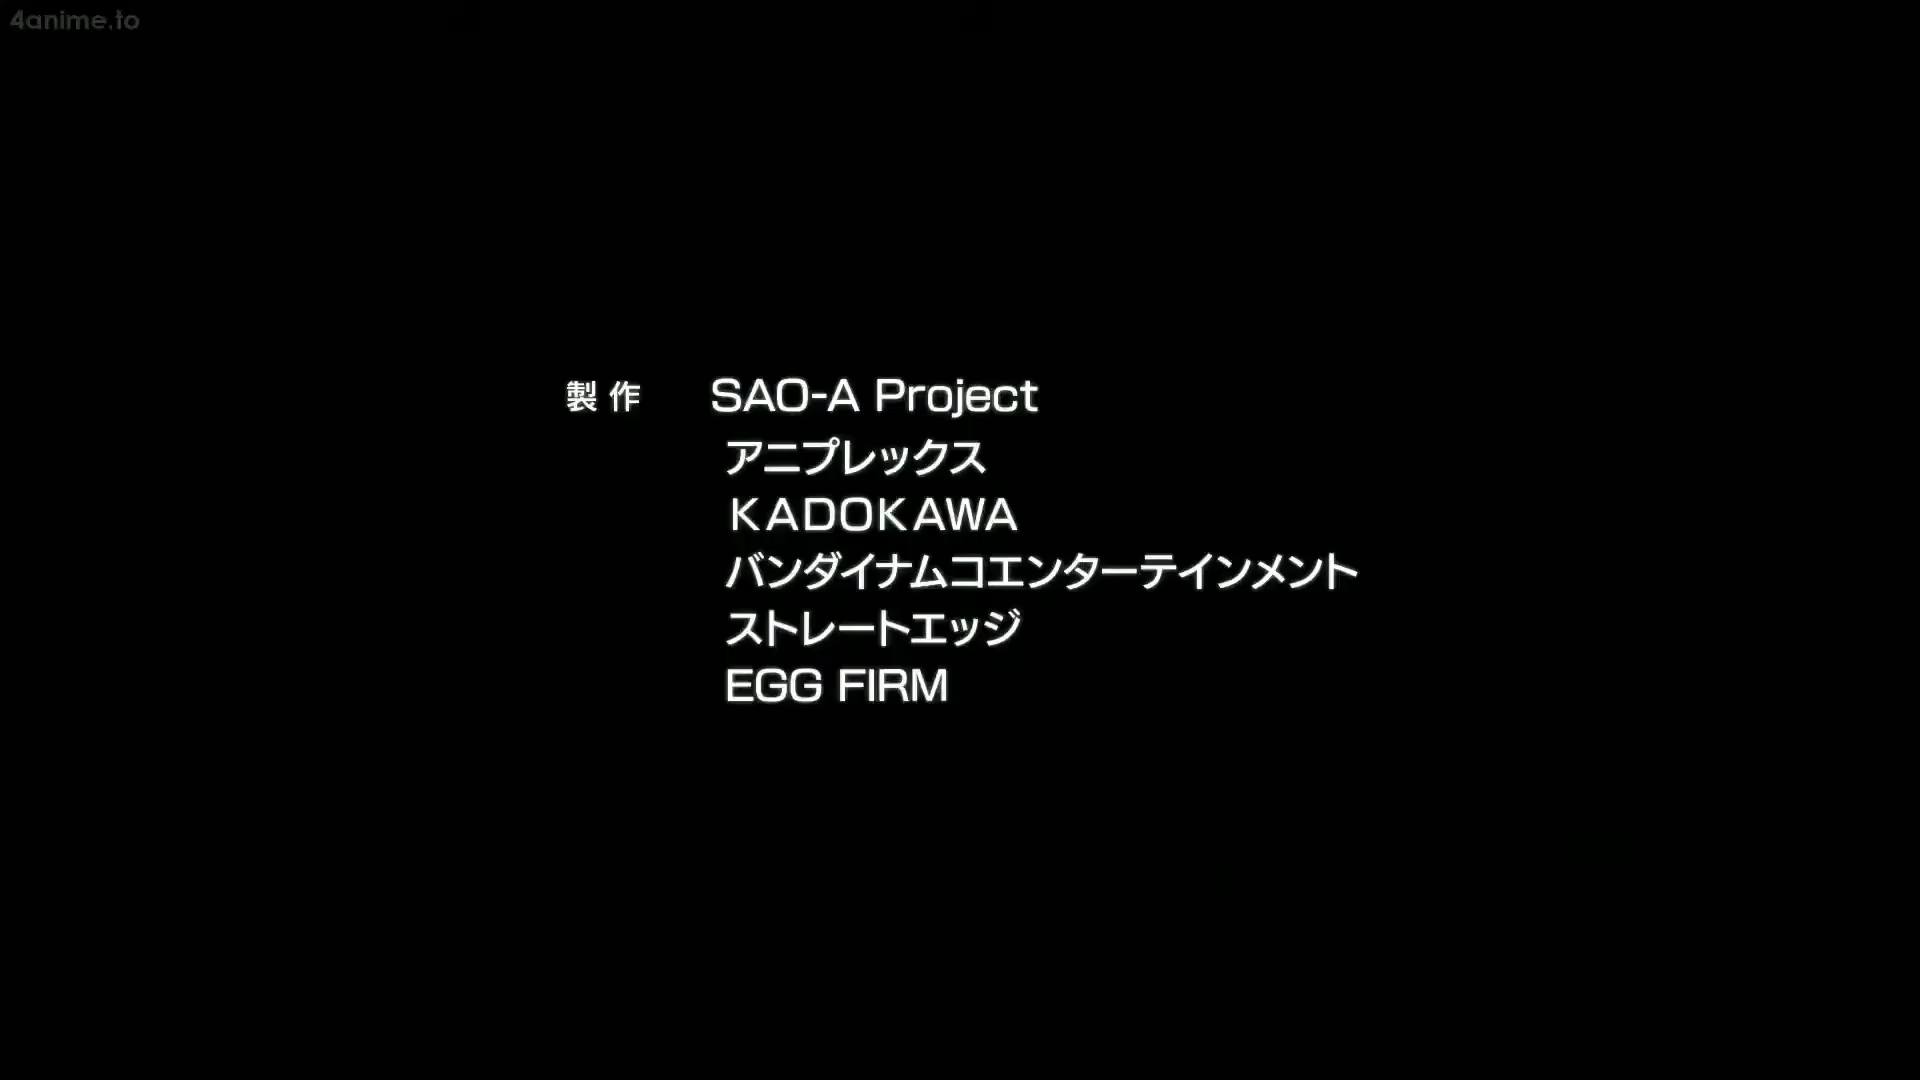 4anime.to
製作 SAO-A Project
アニプレックス
KADOKAWA
バンダイナムコエンターテインメント
ストレートエッジ
EGG FIRM